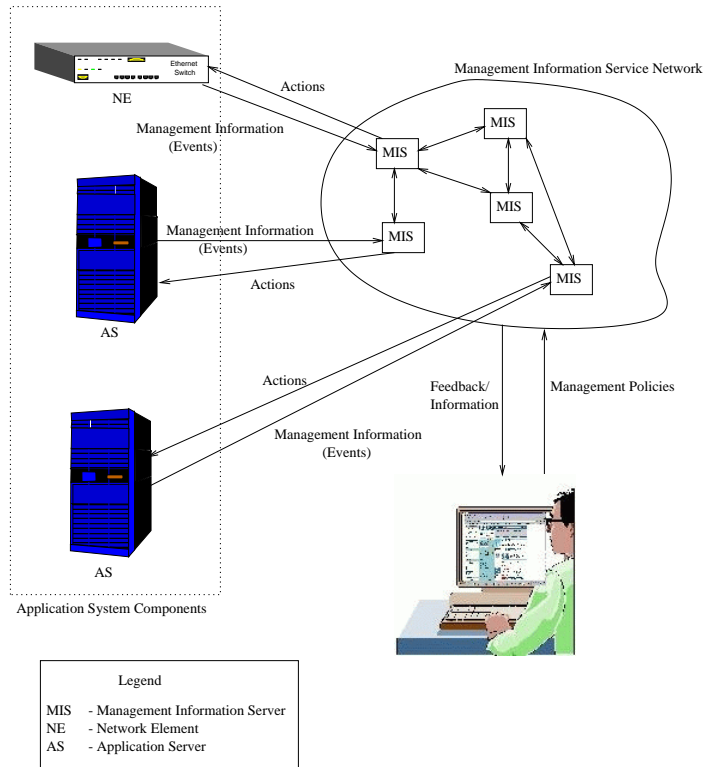 Ethernet
Switch
NE
Actions
Management Information
(Events)
Management Information Service Network
MIS
MIS
MIS
MIS
MIS
Management Information
(Events)
Actions
AS
Actions
Management Information
(Events)
Feedback/
Information
Management Policies
AS
Application System Components
Legend
MIS - Management Information Server
NE - Network Element
AS - Application Server